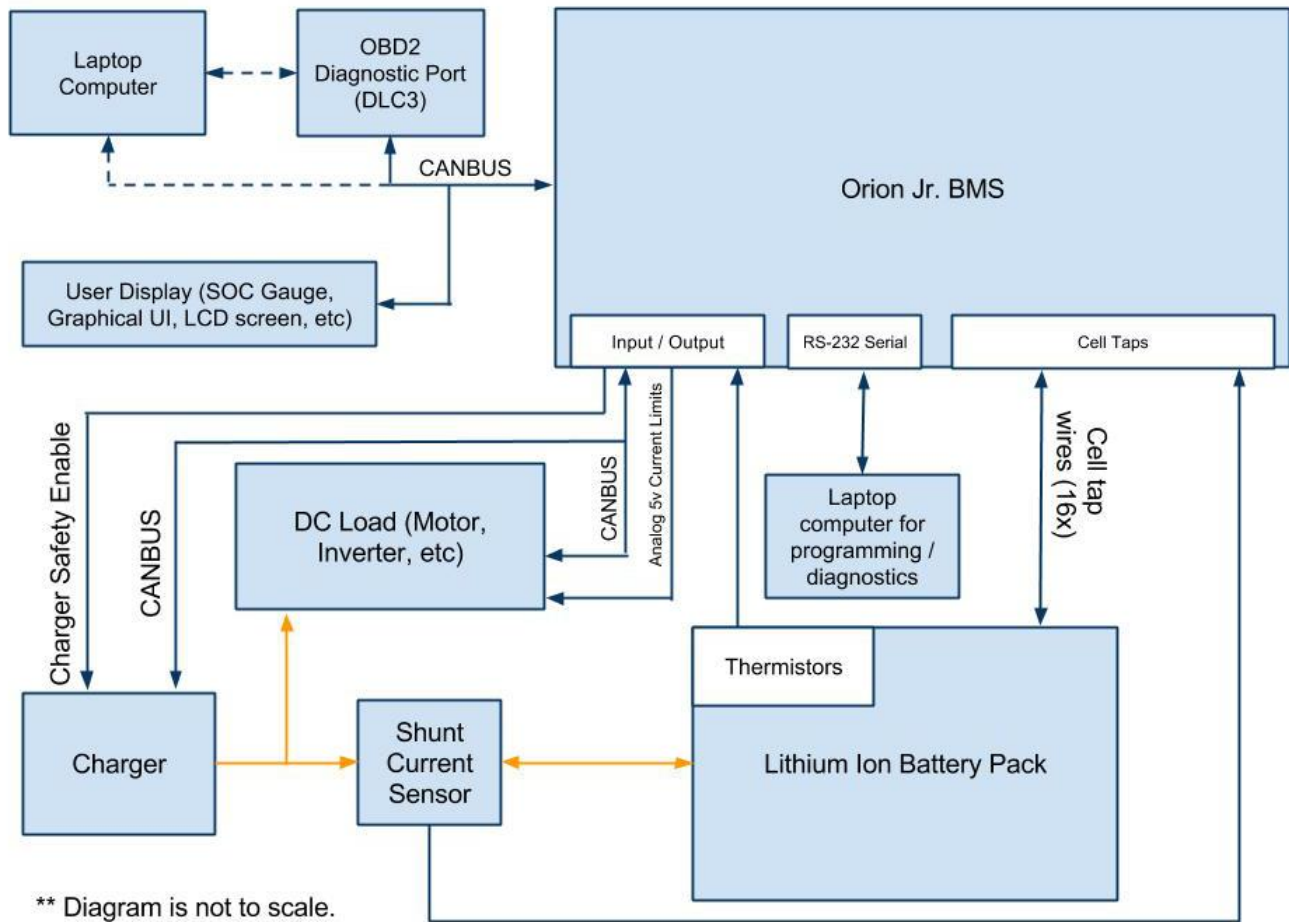 Laptop
Computer
OBD2
Diagnostic Port
(DLC3)
CANBUS
Orion Jr. BMS
User Display (SOC Gauge,
Graphical UI, LCD screen, etc)
Input / Output
RS-232 Serial
Cell Taps
Charger Safety Enable
CANBUS
CANBUS
Analog 5v Current Limits
Cell tap
wires (16x)
DC Load (Motor,
Inverter, etc)
Laptop
computer for
programming /
diagnostics
Thermistors
Charger
Shunt
Current
Sensor
Lithium Ion Battery Pack
** Diagram is not to scale.